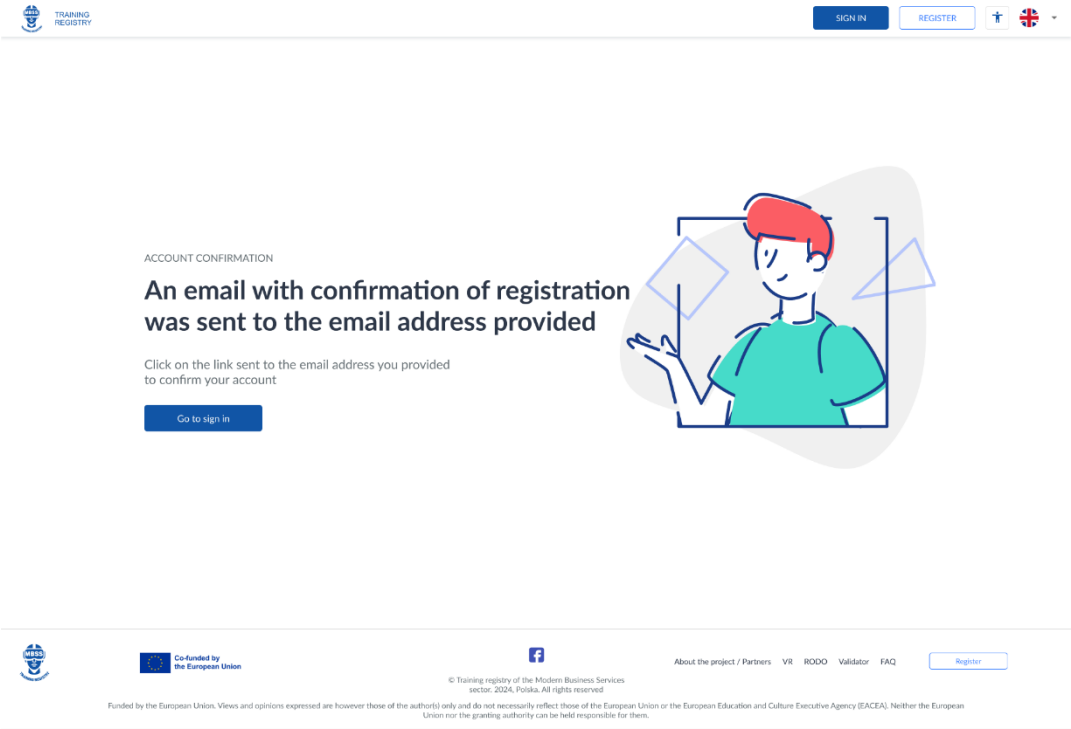 MBSS
TRAINING
REGISTRY
SIGN IN
REGISTER
ACCOUNT CONFIRMATION
An email with confirmation of registration
was sent to the email address provided
Click on the link sent to the email address you provided
to confirm your account
Go to sign in
MBSS
TRAINING REGISTRY
Co-funded by
the European Union
© Training registry of the Modern Business Services
sector. 2024, Polska. All rights reserved
About the project / Partners VR RODO Validator FAQ
Register
Funded by the European Union. Views and opinions expressed are however those of the author(s) only and do not necessarily reflect those of the European Union or the European Education and Culture Executive Agency (EACEA). Neither the European
Union nor the granting authority can be held responsible for them.